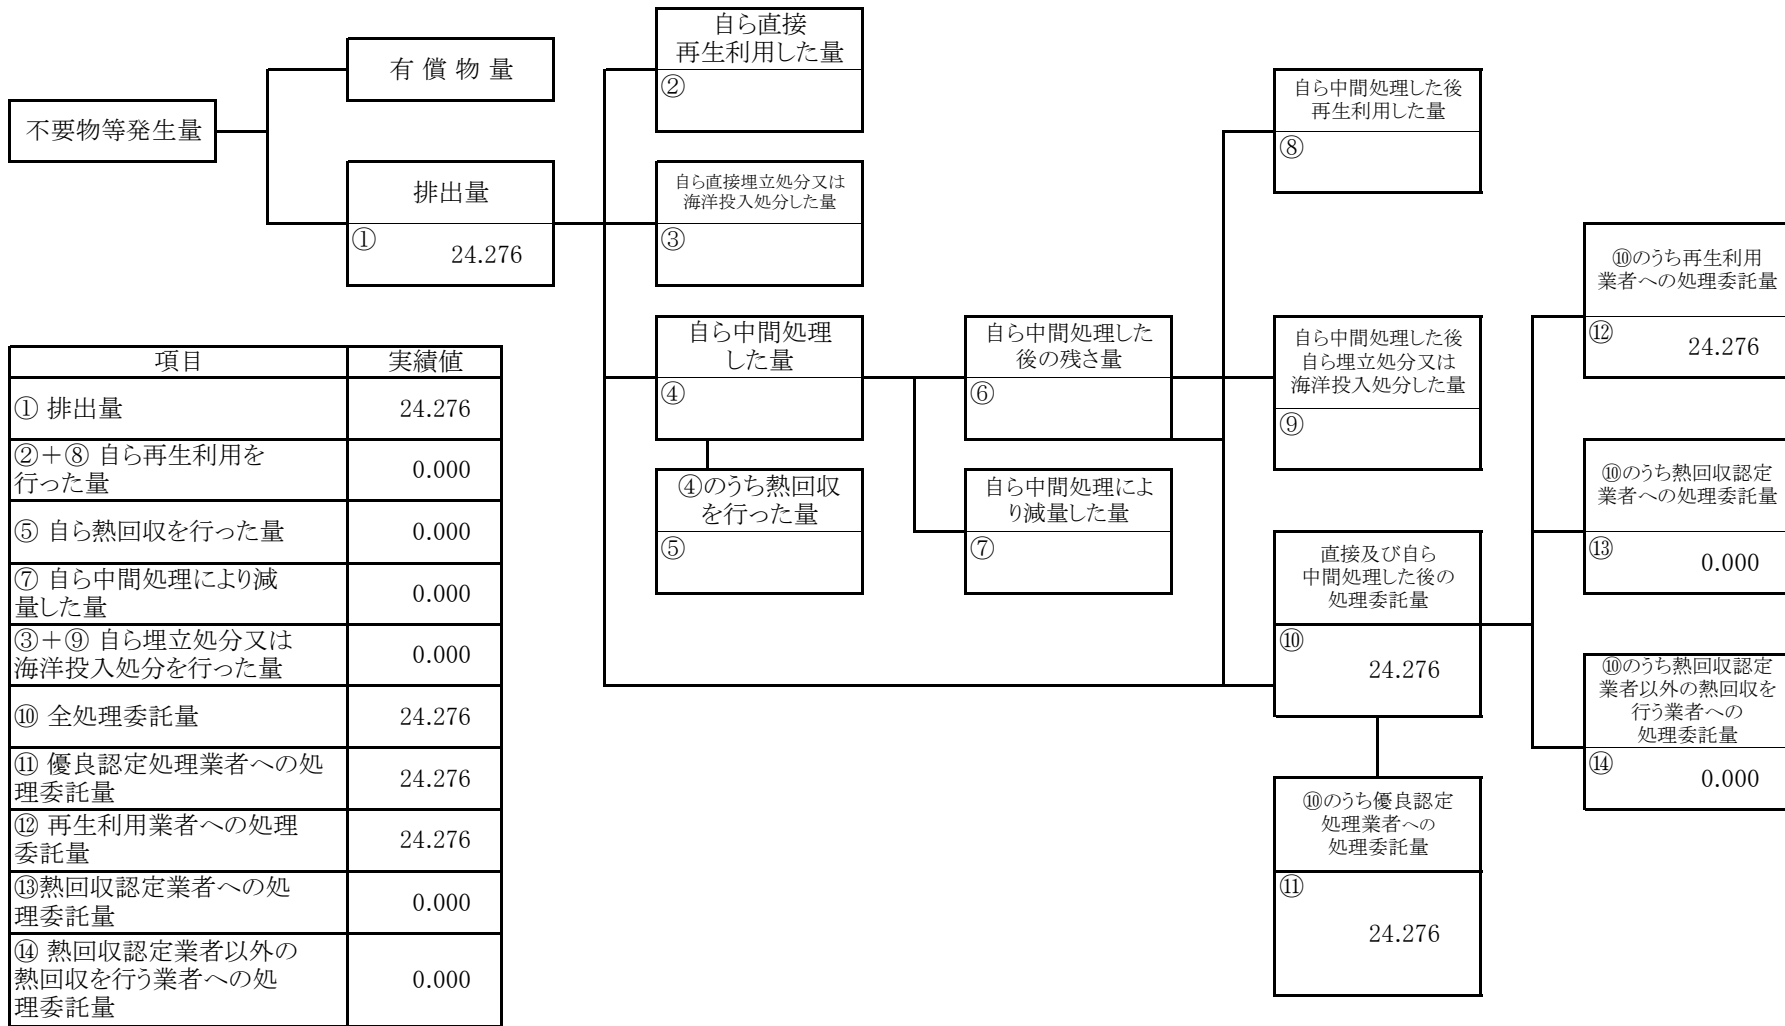 不要物等発生量
有 償 物 量
排出量
①
24.276
自ら直接
再生利用した量
②
自ら直接埋立処分又は
海洋投入処分した量
③
自ら中間処理
した量
④
④のうち熱回収
を行った量
⑤
自ら中間処理した
後の残さ量
⑥
自ら中間処理によ
り減量した量
⑦
自ら中間処理した後
再生利用した量
⑧
自ら中間処理した後
自ら埋立処分又は
海洋投入処分した量
⑨
直接及び自ら
中間処理した後の
処理委託量
⑩
24.276
⑩のうち優良認定
処理業者への
処理委託量
⑪
24.276
⑩のうち再生利用
業者への処理委託量
⑫
24.276
⑩のうち熱回収認定
業者への処理委託量
⑬
0.000
⑩のうち熱回収認定
業者以外の熱回収を
行う業者への
処理委託量
⑭
0.000
項目 実績値
① 排出量 24.276
②＋⑧ 自ら再生利用を
行った量 0.000
⑤ 自ら熱回収を行った量 0.000
⑦ 自ら中間処理により減
量した量 0.000
③＋⑨ 自ら埋立処分又は
海洋投入処分を行った量 0.000
⑩ 全処理委託量 24.276
⑪ 優良認定処理業者への処
理委託量 24.276
⑫ 再生利用業者への処理
委託量 24.276
⑬熱回収認定業者への処
理委託量 0.000
⑭ 熱回収認定業者以外の
熱回収を行う業者への処
理委託量 0.000